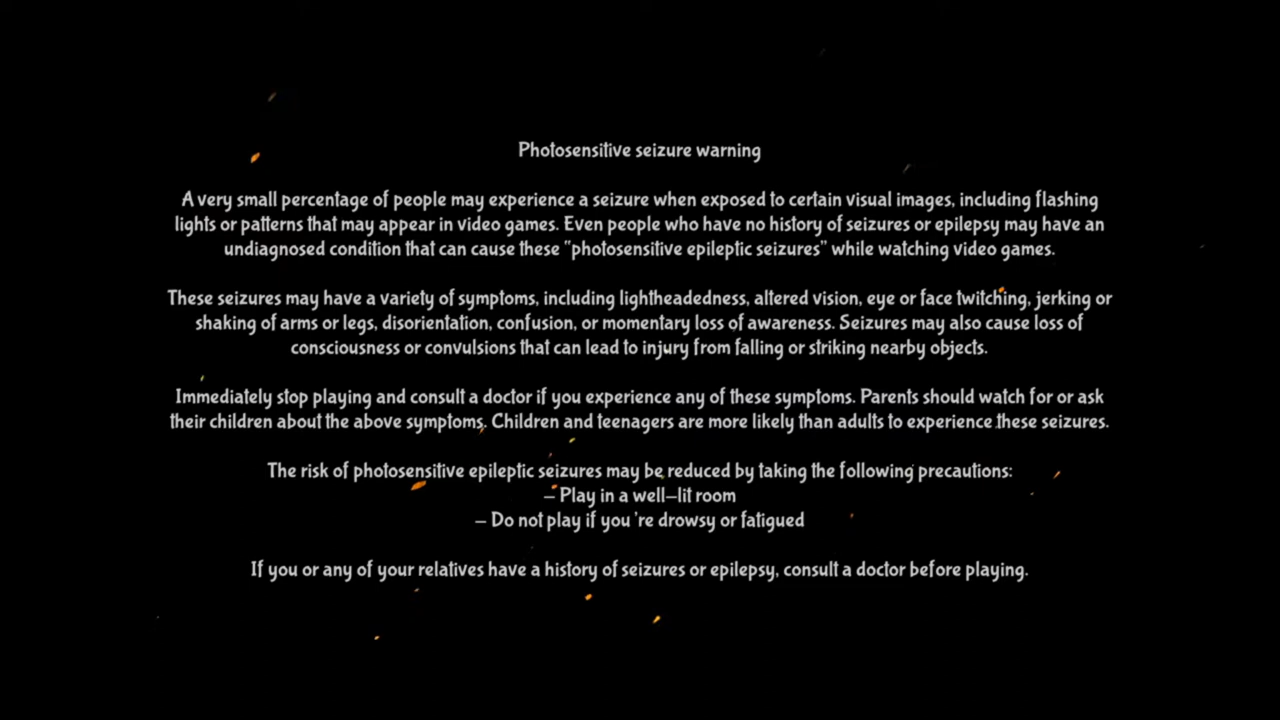 Photosensitive seizure warning
A very small percentage of people may experience a seizure when exposed to certain visual images, including flashing
lights or patterns that may appear in video games. Even people who have no history of seizures or epilepsy may have an
undiagnosed condition that can cause these "photosensitive epileptic seizures" while watching video games.
These seizures may have a variety of symptoms, including lightheadedness, altered vision, eye or face twitching, jerking or
shaking of arms or legs, disorientation, confusion, or momentary loss of awareness. Seizures may also cause loss of
consciousness or convulsions that can lead to injury from falling or striking nearby objects.
Immediately stop playing and consult a doctor if you experience any of these symptoms. Parents should watch for or ask
their children about the above symptoms. Children and teenagers are more likely than adults to experience these seizures.
The risk of photosensitive epileptic seizures may be reduced by taking the following precautions:
– Play in a well–lit room
– Do not play if you 're drowsy or fatigued
If you or any of your relatives have a history of seizures or epilepsy, consult a doctor before playing.